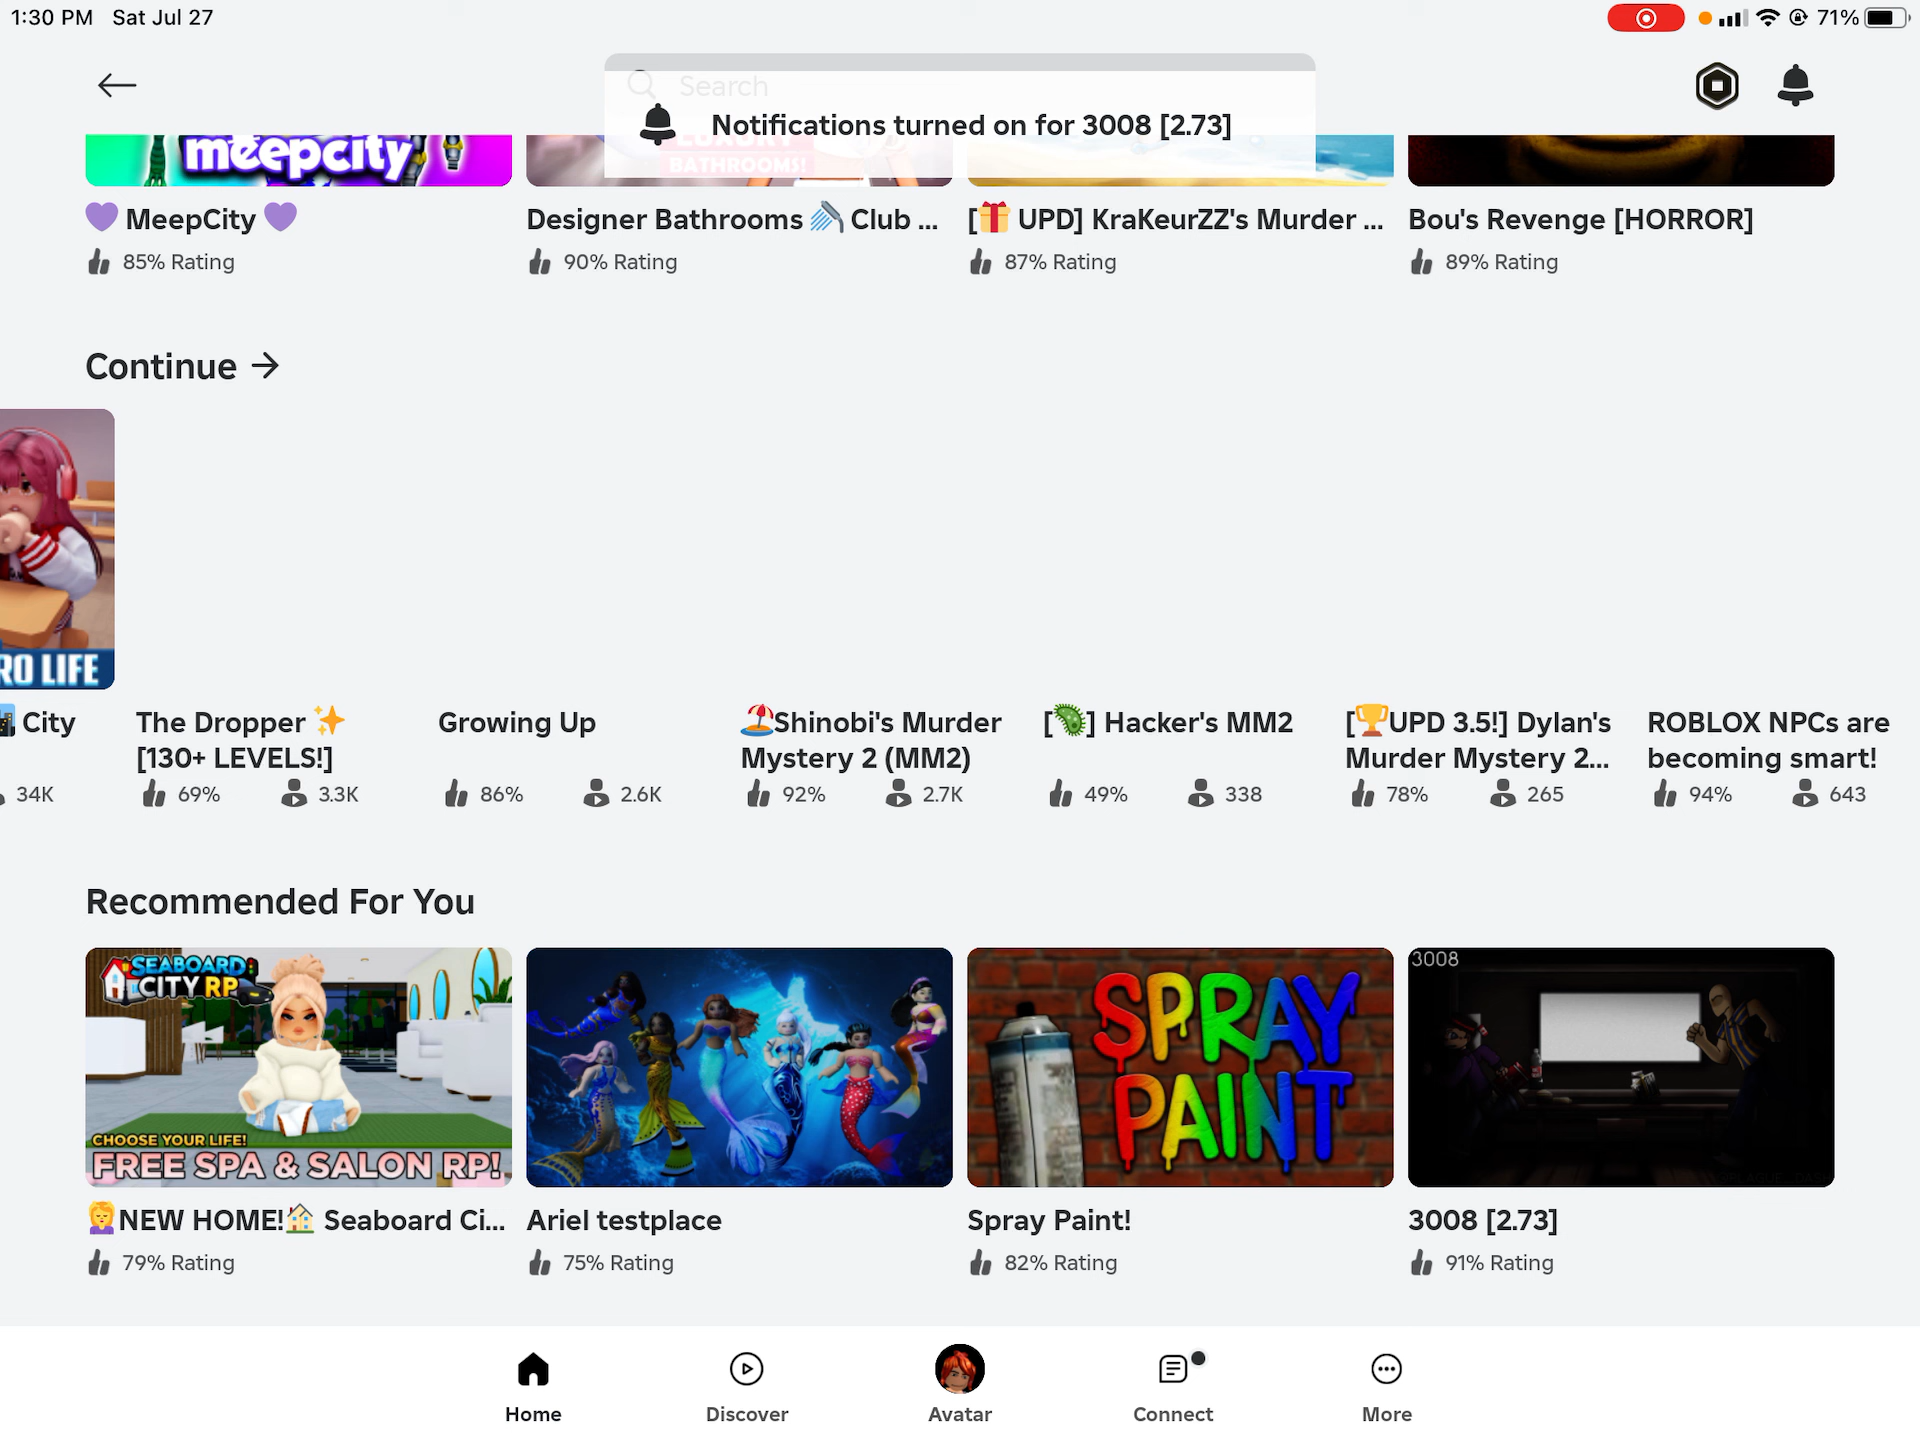 1:30 PM Sat Jul 27
71%
Search
Notifications turned on for 3008 [2.73]
meepcity
LUXURY
BATHROOMS!
💜 MeepCity 💜
85% Rating
Designer Bathrooms 🚿 Club ...
90% Rating
[🎁 UPD] KraKeurZZ's Murder ...
87% Rating
Bou's Revenge [HORROR]
89% Rating
Continue →
RO LIFE
City
34K
The Dropper ✨
[130+ LEVELS!]
69% 3.3K
Growing Up
86% 2.6K
🏖️Shinobi's Murder
Mystery 2 (MM2)
92% 2.7K
[🦠] Hacker's MM2
49% 338
[🏆UPD 3.5!] Dylan's
Murder Mystery 2...
78% 265
ROBLOX NPCs are
becoming smart!
94% 643
Recommended For You
SEABOARD
CITY RP
CHOOSE YOUR LIFE!
FREE SPA & SALON RP!
💆NEW HOME!🏠 Seaboard Ci...
79% Rating
Ariel testplace
75% Rating
SPRAY
PAINT
Spray Paint!
82% Rating
3008
3008 [2.73]
91% Rating
Home
Discover
Avatar
Connect
More